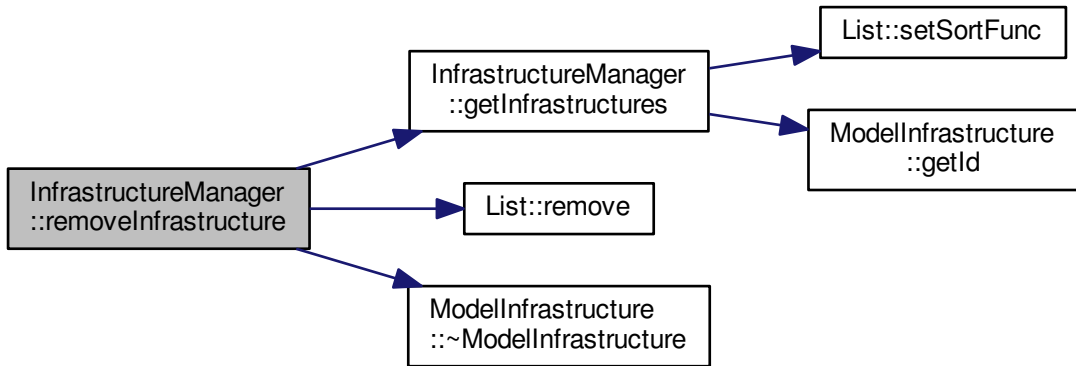 List::setSortFunc
InfrastructureManager
::getInfrastructures
ModelInfrastructure
::getId
InfrastructureManager
::removeInfrastructure
List::remove
ModelInfrastructure
::~ModelInfrastructure